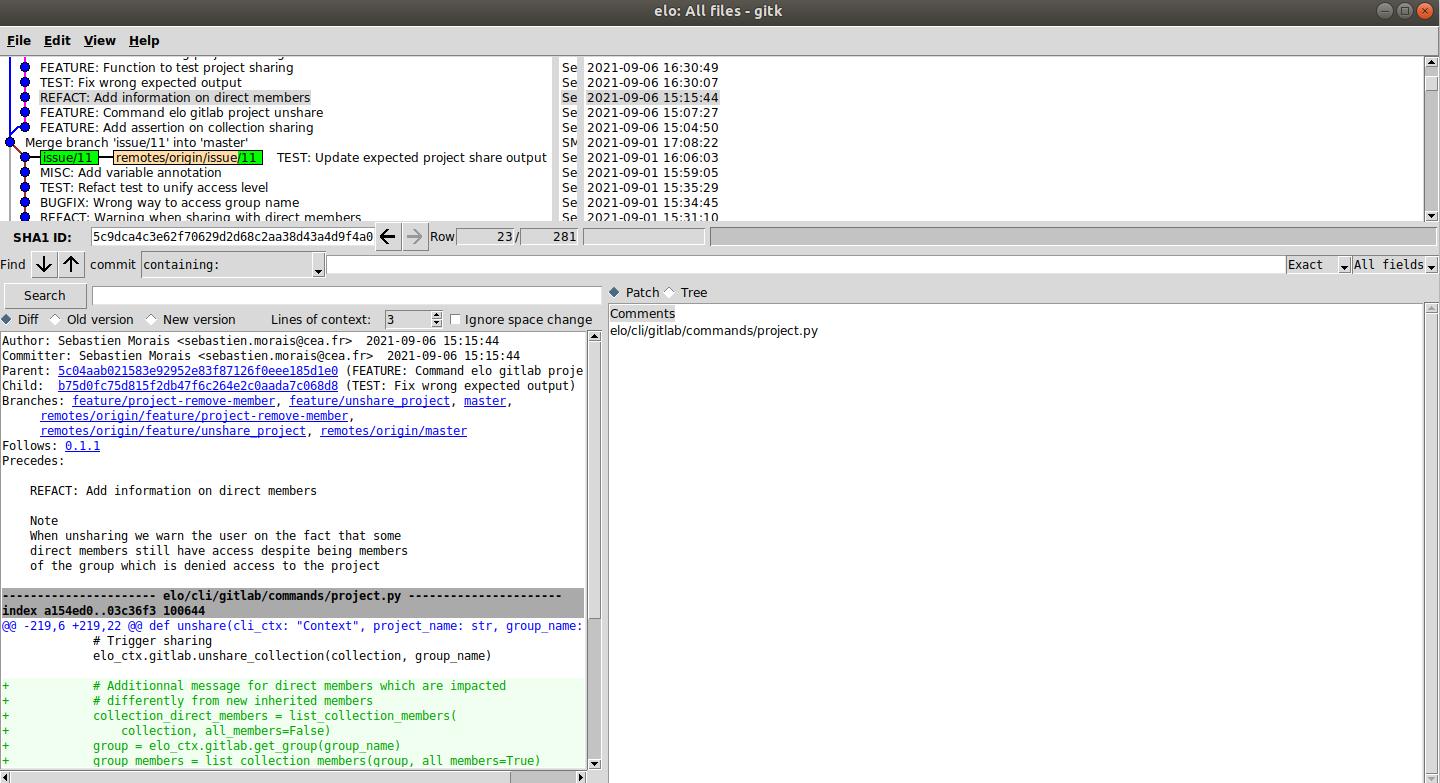 elo: All files - gitk
File Edit View Help
FEATURE: Function to test project sharing Se 2021-09-06 16:30:49
TEST: Fix wrong expected output Se 2021-09-06 16:30:07
REFACT: Add information on direct members Se 2021-09-06 15:15:44
FEATURE: Command elo gitlab project unshare Se 2021-09-06 15:07:27
FEATURE: Add assertion on collection sharing Se 2021-09-06 15:04:50
Merge branch 'issue/11' into 'master' SM 2021-09-01 17:08:22
issue/11 remotes/origin/issue/11 TEST: Update expected project share output Se 2021-09-01 16:06:03
MISC: Add variable annotation Se 2021-09-01 15:59:05
TEST: Refact test to unify access level Se 2021-09-01 15:35:29
BUGFIX: Wrong way to access group name Se 2021-09-01 15:34:45
REFACT: Warning when sharing with direct members Se 2021-09-01 15:31:10
SHA1 ID: 5c9dca4c3e62f70629d2d68c2aa38d43a4d9f4a0 Row 23 / 281
Find commit containing: Exact All fields
Search
Patch Tree
Diff Old version New version Lines of context: 3 Ignore space change
Comments
elo/cli/gitlab/commands/project.py
Author: Sebastien Morais <sebastien.morais@cea.fr> 2021-09-06 15:15:44
Committer: Sebastien Morais <sebastien.morais@cea.fr> 2021-09-06 15:15:44
Parent: 5c04aab021583e92952e83f87126f0eee185d1e0 (FEATURE: Command elo gitlab proje
Child: b75d0fc75d815f2db47f6c264e2c0aada7c068d8 (TEST: Fix wrong expected output)
Branches: feature/project-remove-member, feature/unshare_project, master,
remotes/origin/feature/project-remove-member,
remotes/origin/feature/unshare_project, remotes/origin/master
Follows: 0.1.1
Precedes:
REFACT: Add information on direct members
Note
When unsharing we warn the user on the fact that some
direct members still have access despite being members
of the group which is denied access to the project
---------------------- elo/cli/gitlab/commands/project.py ----------------------
index a154ed0..03c36f3 100644
@@ -219,6 +219,22 @@ def unshare(cli_ctx: "Context", project_name: str, group_name:
# Trigger sharing
elo_ctx.gitlab.unshare_collection(collection, group_name)
+ # Additionnal message for direct members which are impacted
+ # differently from new inherited members
+ collection_direct_members = list_collection_members(
+ collection, all_members=False)
+ group = elo_ctx.gitlab.get_group(group_name)
+ group_members = list_collection_members(group, all_members=True)